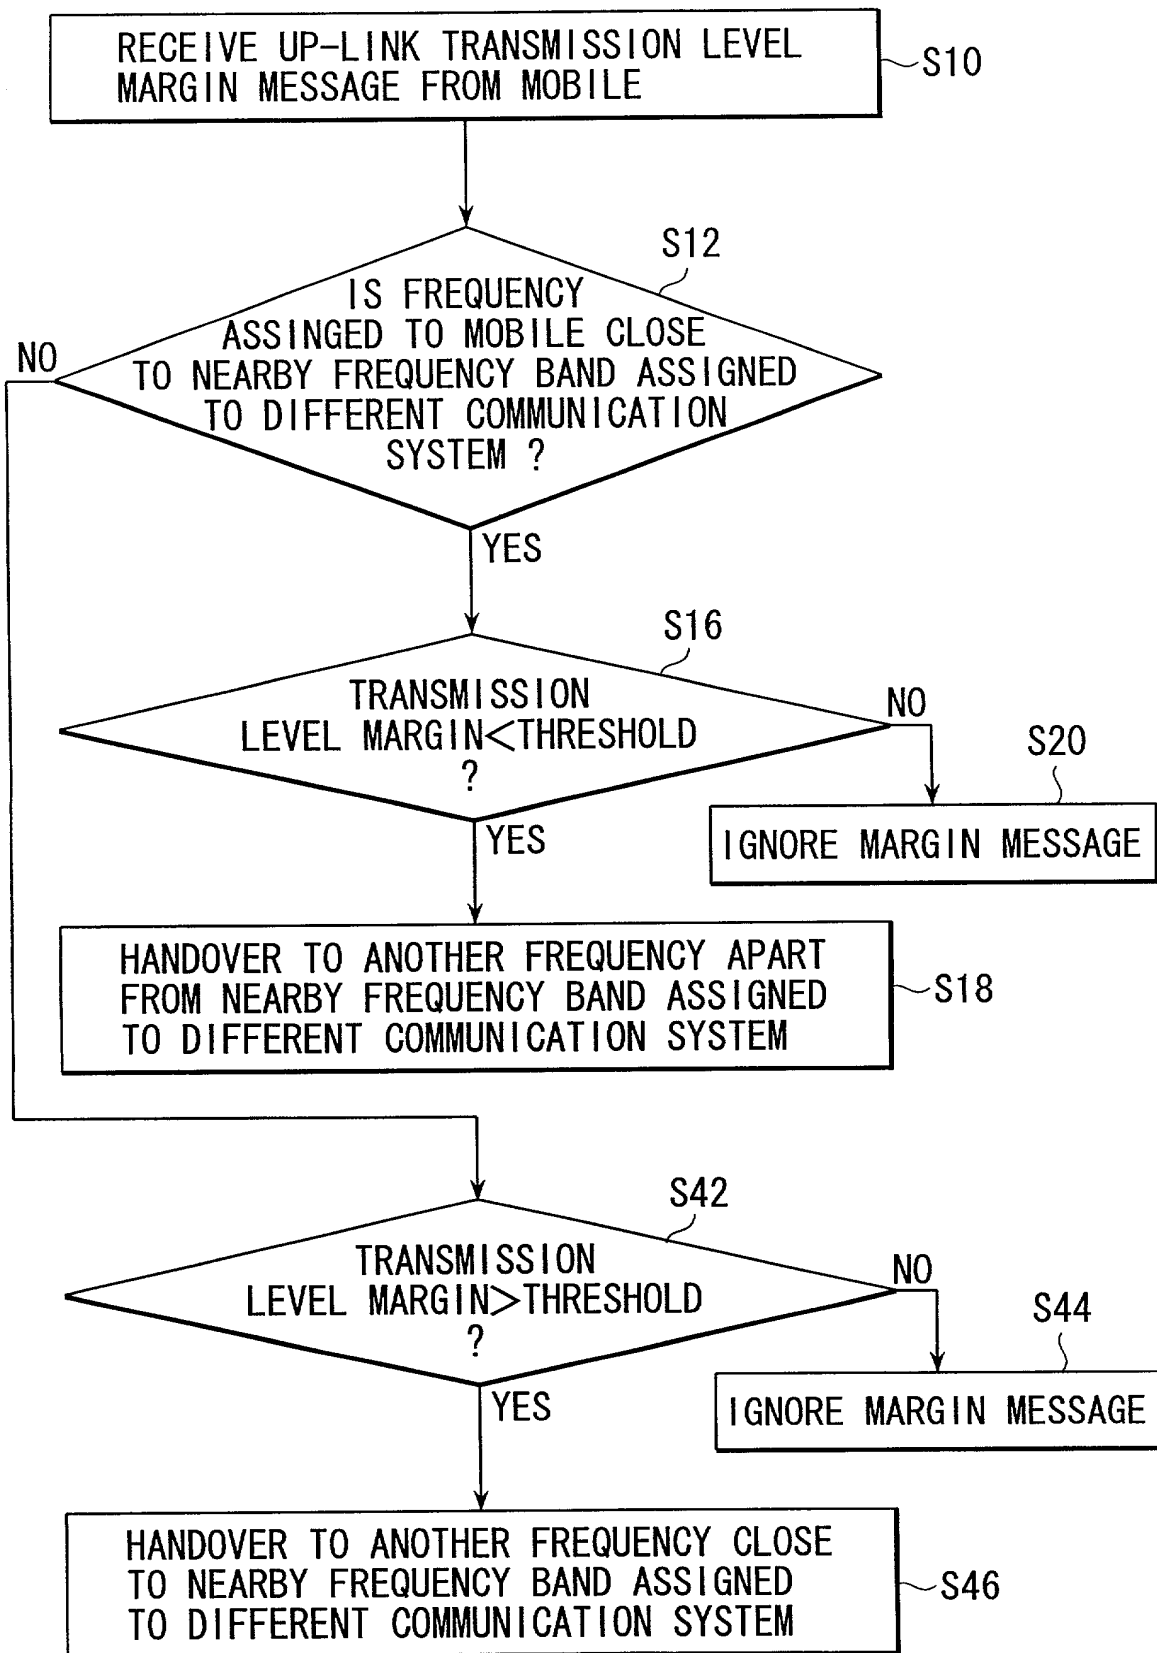 RECEIVE UP-LINK TRANSMISSION LEVEL
MARGIN MESSAGE FROM MOBILE
S10
S12
IS FREQUENCY
ASSINGED TO MOBILE CLOSE
TO NEARBY FREQUENCY BAND ASSIGNED
TO DIFFERENT COMMUNICATION
SYSTEM ?
NO
YES
S16
TRANSMISSION
LEVEL MARGIN<THRESHOLD
?
NO
YES
S20
IGNORE MARGIN MESSAGE
HANDOVER TO ANOTHER FREQUENCY APART
FROM NEARBY FREQUENCY BAND ASSIGNED
TO DIFFERENT COMMUNICATION SYSTEM
S18
S42
TRANSMISSION
LEVEL MARGIN>THRESHOLD
?
NO
YES
S44
IGNORE MARGIN MESSAGE
HANDOVER TO ANOTHER FREQUENCY CLOSE
TO NEARBY FREQUENCY BAND ASSIGNED
TO DIFFERENT COMMUNICATION SYSTEM
S46